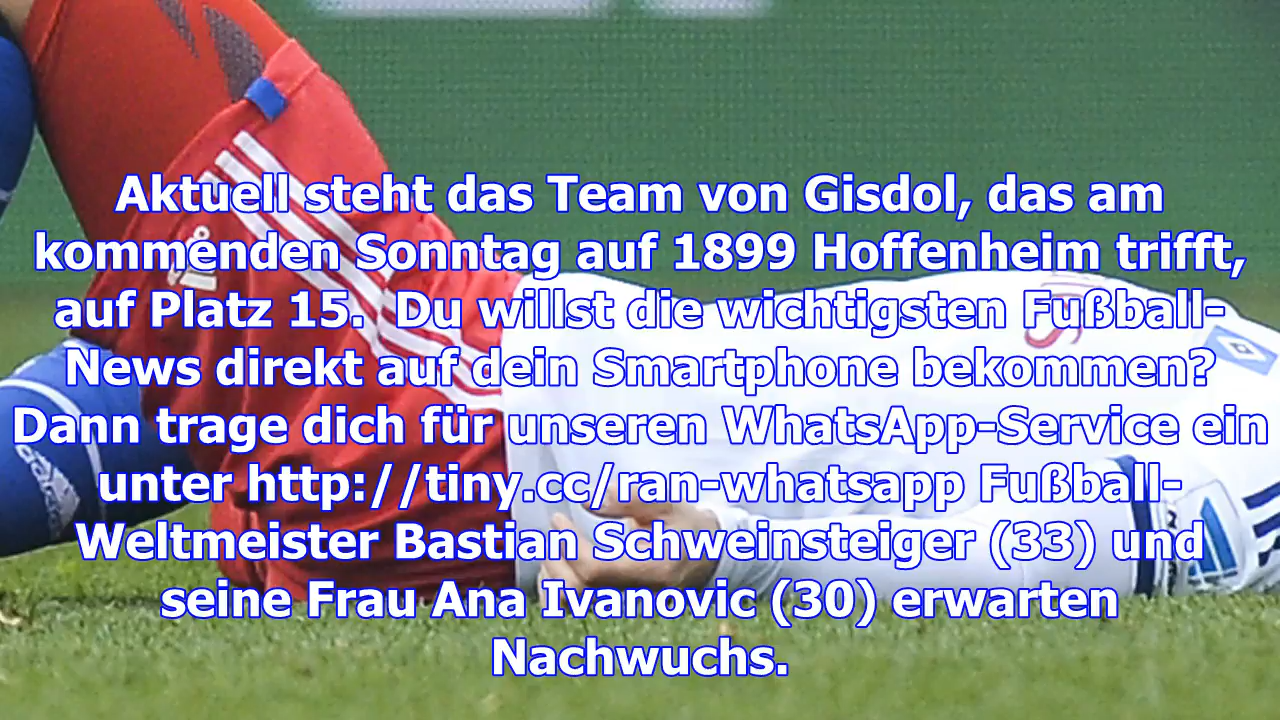 Aktuell steht das Team von Gisdol, das am
kommenden Sonntag auf 1899 Hoffenheim trifft,
auf Platz 15.  Du willst die wichtigsten Fußball-
News direkt auf dein Smartphone bekommen?
Dann trage dich für unseren WhatsApp-Service ein
unter http://tiny.cc/ran-whatsapp Fußball-
Weltmeister Bastian Schweinsteiger (33) und
seine Frau Ana Ivanovic (30) erwarten
Nachwuchs.
adidas